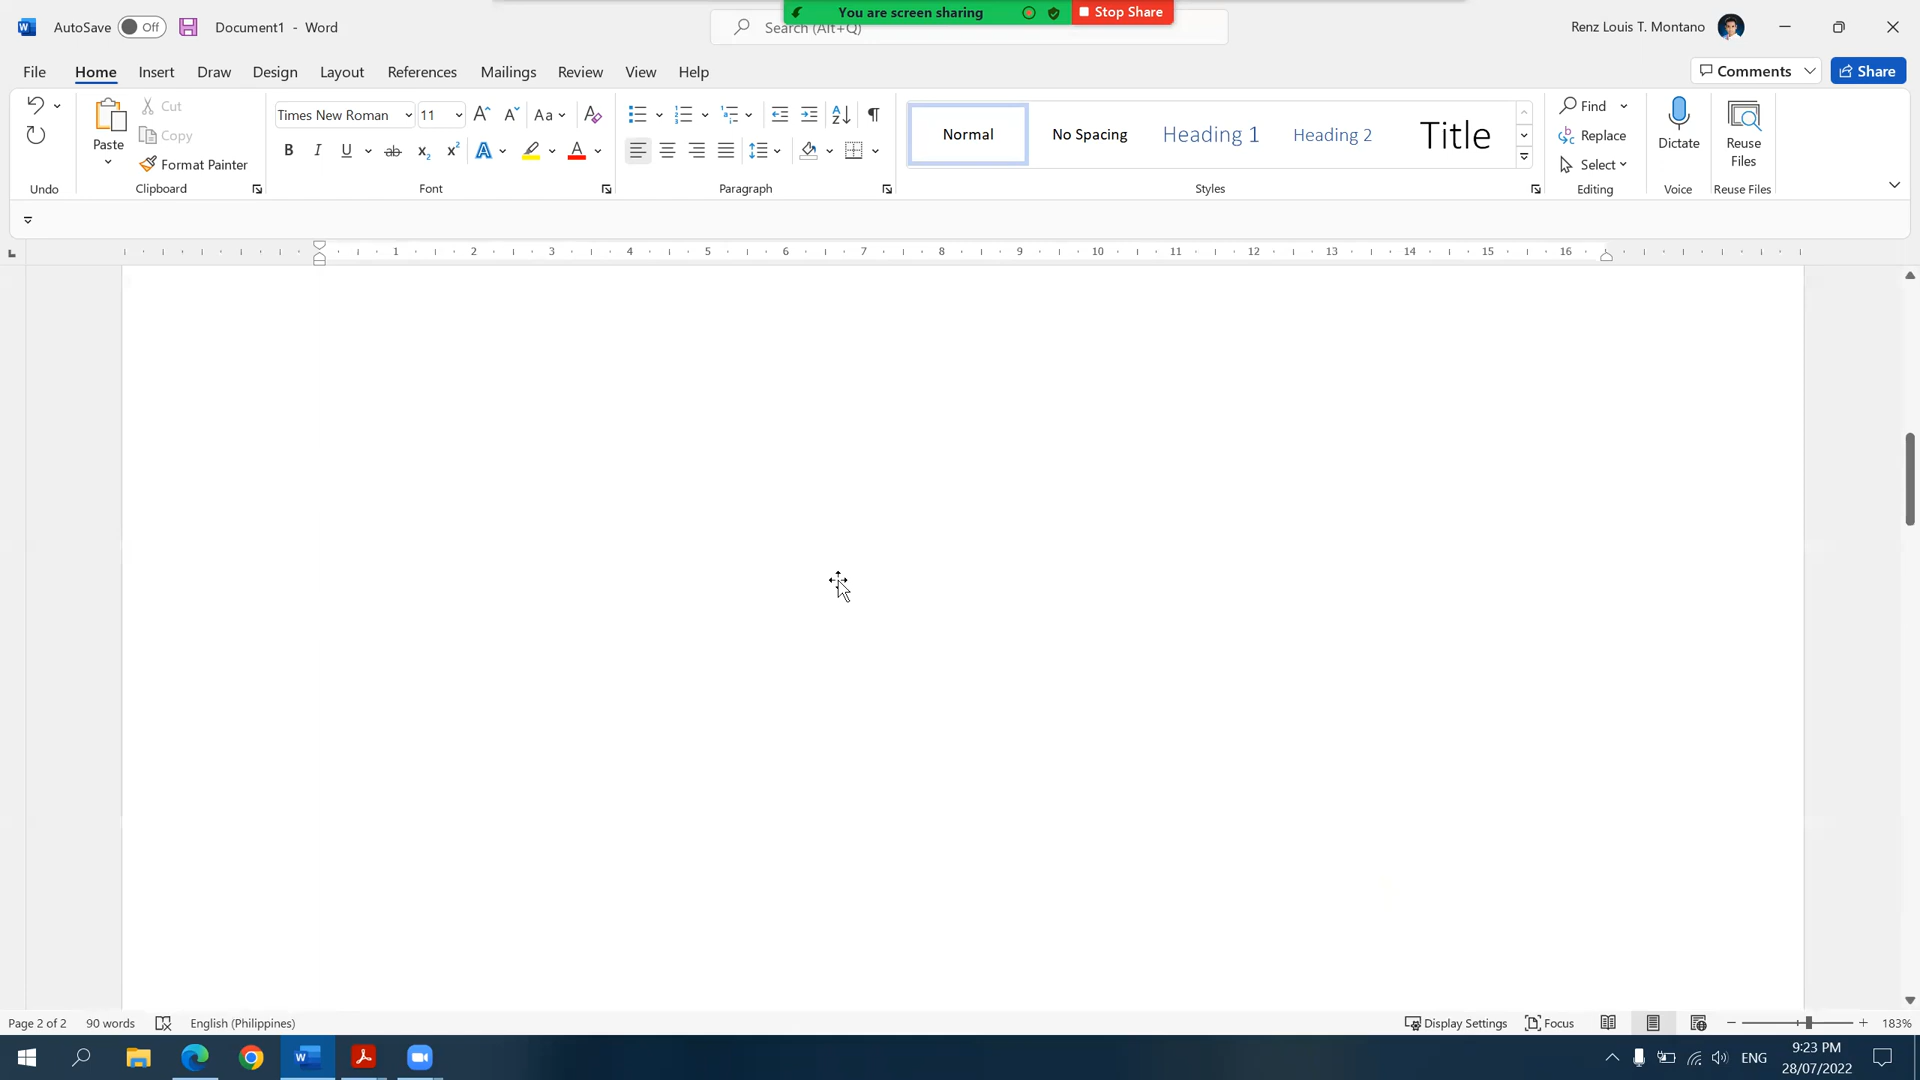 You are screen sharing
Stop Share
AutoSave
Off
Document1 - Word
Search (Alt+Q)
Renz Louis T. Montano
File
Home
Insert
Draw
Design
Layout
References
Mailings
Review
View
Help
Comments
Share
Paste
Cut
Copy
Format Painter
Times New Roman
11
Aa
B
I
U
ab
x2
x2
A
A
Normal
No Spacing
Heading 1
Heading 2
Title
Find
Replace
Select
Dictate
Reuse
Files
Undo
Clipboard
Font
Paragraph
Styles
Editing
Voice
Reuse Files
1 2 3 4 5 6 7 8 9 10 11 12 13 14 15 16
Page 2 of 2
90 words
English (Philippines)
Display Settings
Focus
183%
ENG
9:23 PM
28/07/2022